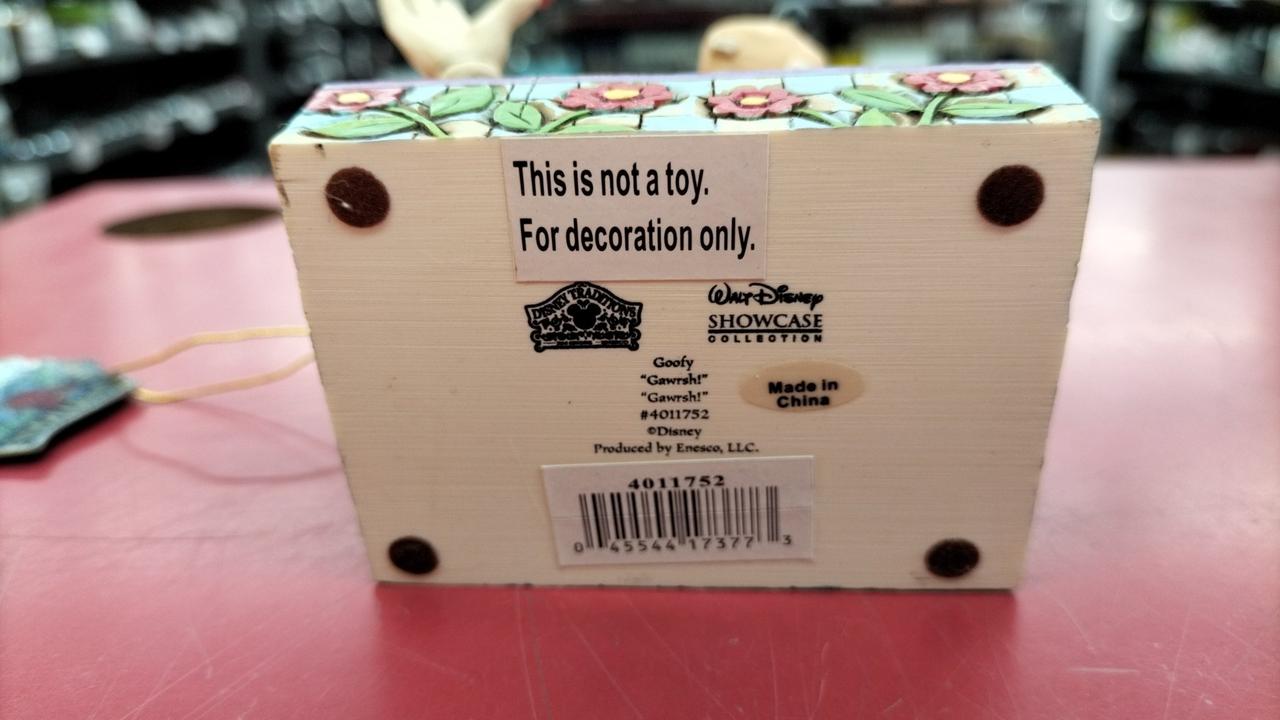 This is not a toy.
For decoration only.
DISNEY TRADITIONS
WALT DISNEY
SHOWCASE
COLLECTION
Goofy
“Gawrsh!”
“Gawrsh!”
#4011752
©Disney
Produced by Enesco, LLC.
Made in
China
4011752
0 45544 17377 3